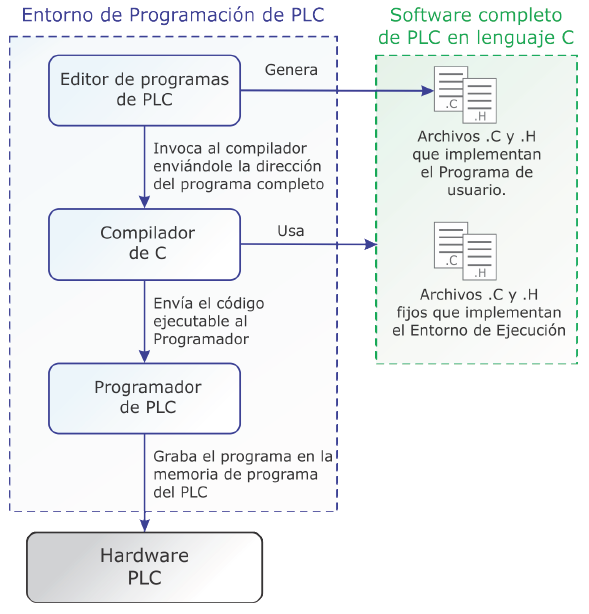 Entorno de Programación de PLC
Software completo
de PLC en lenguaje C
Editor de programas
de PLC
Genera
.C
.H
Archivos .C y .H
que implementan
el Programa de
usuario.
Invoca al compilador
enviándole la dirección
del programa completo
Compilador
de C
Usa
.C
.H
Archivos .C y .H
fijos que implementan
el Entorno de Ejecución
Envía el código
ejecutable al
Programador
Programador
de PLC
Graba el programa en la
memoria de programa
del PLC
Hardware
PLC